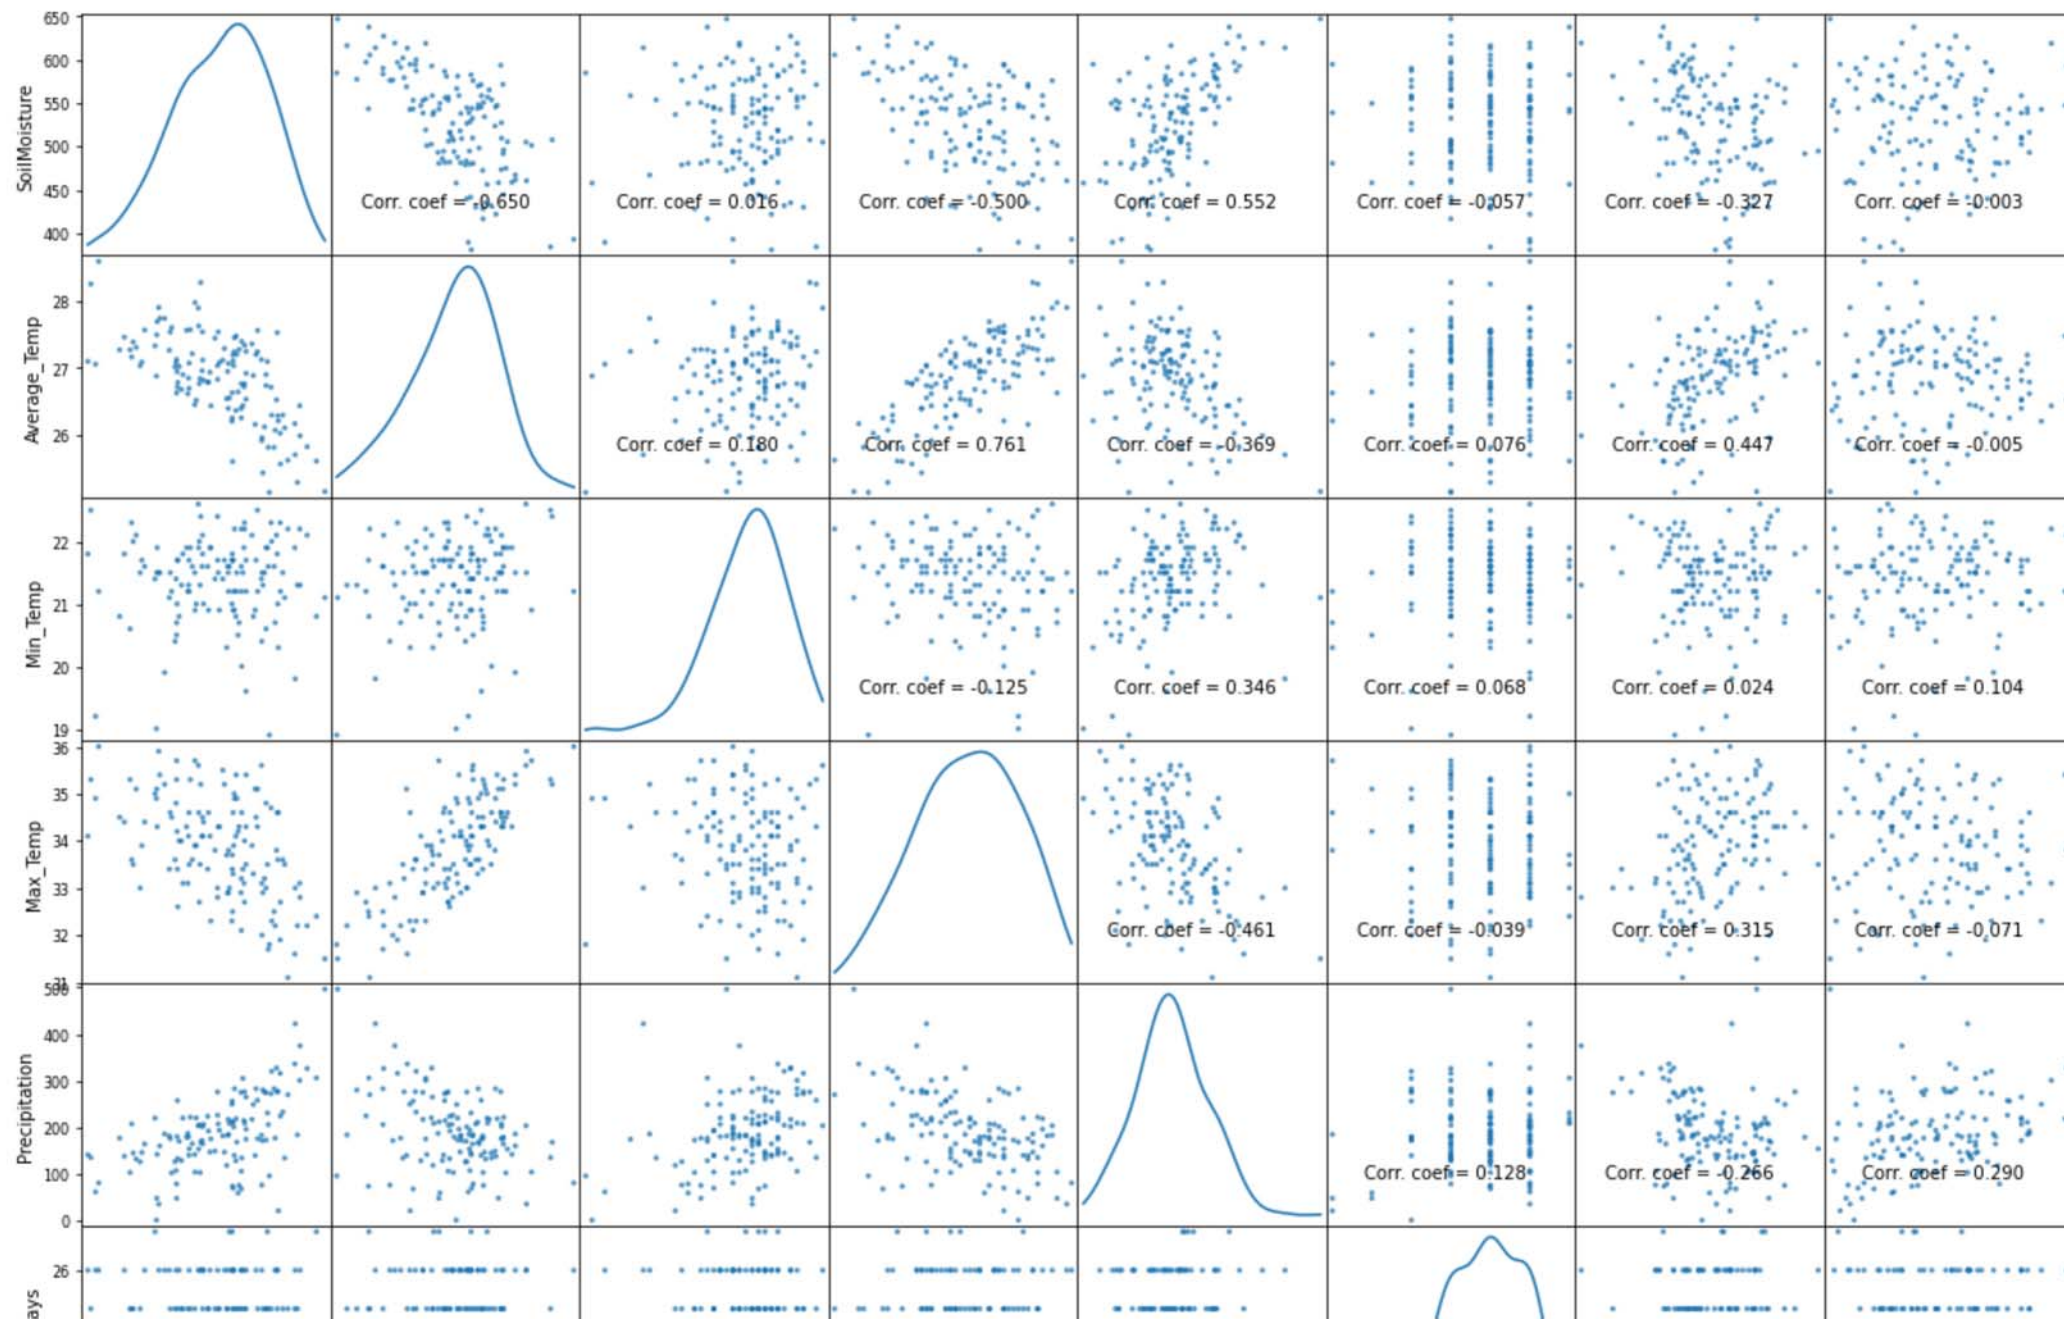 650
600
550
500
450
400
SoilMoisture
Corr. coef = -0.650
Corr. coef = 0.016
Corr. coef = -0.500
Corr. coef = 0.552
Corr. coef = -0.057
Corr. coef = -0.327
Corr. coef = -0.003
28
27
26
Average_Temp
Corr. coef = 0.180
Corr. coef = 0.761
Corr. coef = -0.369
Corr. coef = 0.076
Corr. coef = 0.447
Corr. coef = -0.005
22
21
20
19
Min_Temp
Corr. coef = -0.125
Corr. coef = 0.346
Corr. coef = 0.068
Corr. coef = 0.024
Corr. coef = 0.104
36
35
34
33
32
31
Max_Temp
Corr. coef = -0.461
Corr. coef = -0.039
Corr. coef = 0.315
Corr. coef = -0.071
500
400
300
200
100
0
Precipitation
Corr. coef = 0.128
Corr. coef = -0.266
Corr. coef = 0.290
26
ays